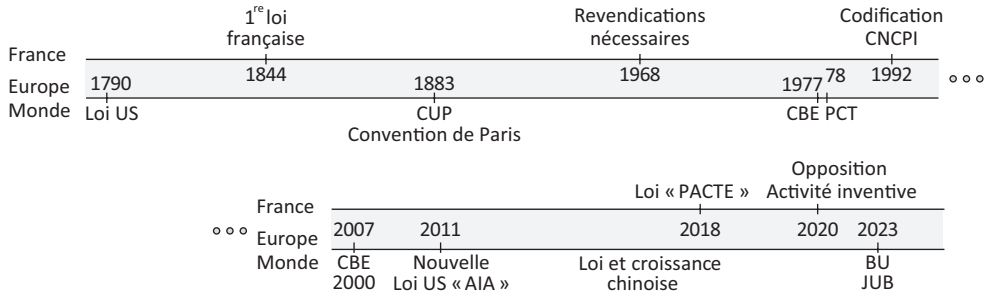 1re loi Revendications Codification
française nécessaires CNCPI
France
1844 1968 1992
Europe 1790 1883 1977 78
Monde Loi US CUP CBE PCT
Convention de Paris
Opposition
Loi « PACTE » Activité inventive
France
Europe 2007 2011 2018 2020 2023
Monde CBE Nouvelle Loi et croissance BU
2000 Loi US « AIA » chinoise JUB